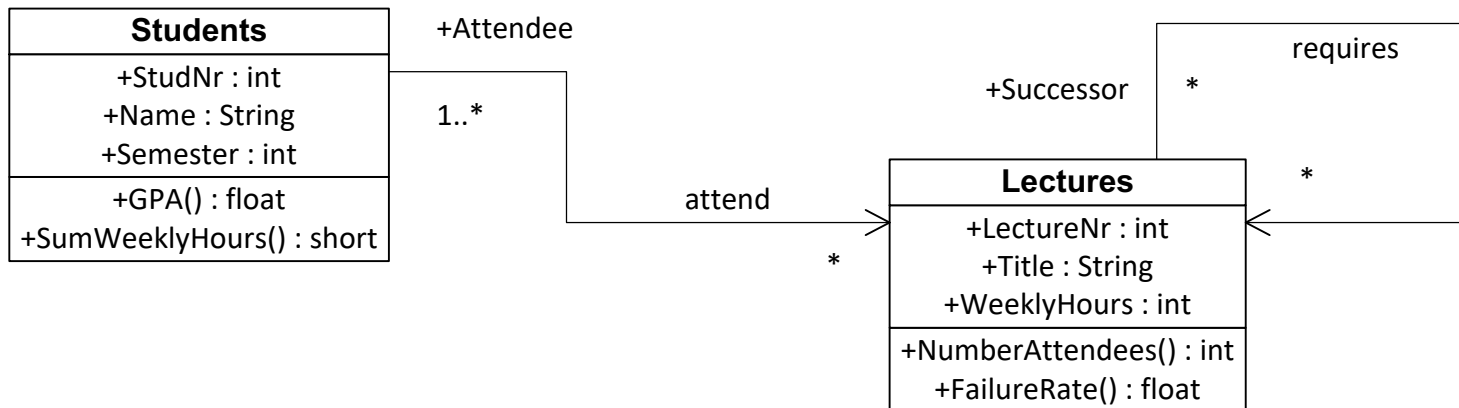 Students
+StudNr : int
+Name : String
+Semester : int
+GPA() : float
+SumWeeklyHours() : short
+Attendee
1..*
attend
*
+Successor
*
requires
*
Lectures
+LectureNr : int
+Title : String
+WeeklyHours : int
+NumberAttendees() : int
+FailureRate() : float